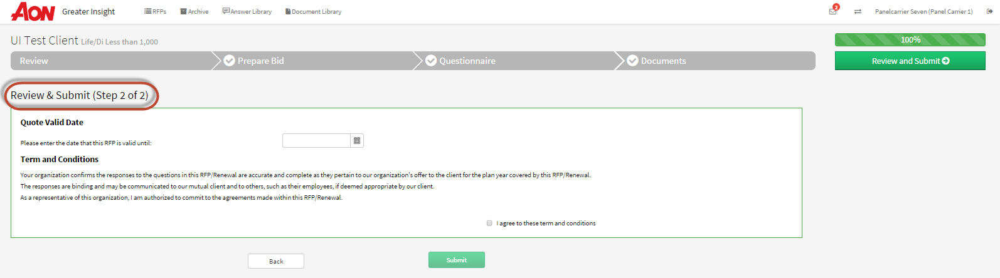 AON Greater Insight RFPs Archive Answer Library Document Library 2 Panelcarrier Seven (Panel Carrier 1)
UI Test Client Life/Di Less than 1,000
100%
Review Prepare Bid Questionnaire Documents
Review and Submit
Review & Submit (Step 2 of 2)
Quote Valid Date
Please enter the date that this RFP is valid until:
Term and Conditions
Your organization confirms the responses to the questions in this RFP/Renewal are accurate and complete as they pertain to our organization's offer to the client for the plan year covered by this RFP/Renewal.
The responses are binding and may be communicated to our mutual client and to others, such as their employees, if deemed appropriate by our client.
As a representative of this organization, I am authorized to commit to the agreements made within this RFP/Renewal.
I agree to these term and conditions
Back Submit